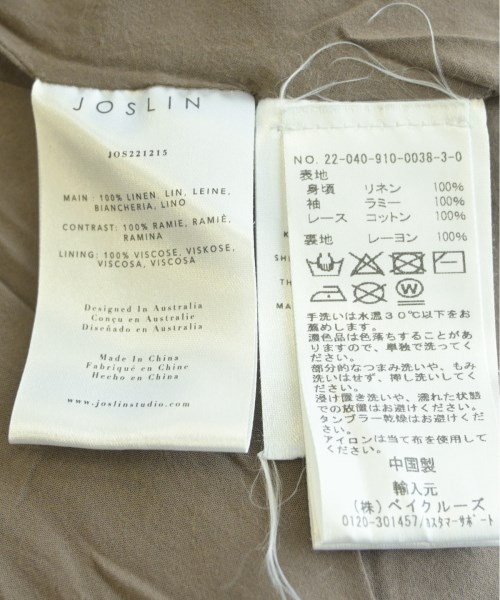 JOSLIN
JOS221215
MAIN : 100% LINEN, LIN, LEINE,
BIANCHERIA, LINO
CONTRAST: 100% RAMIE, RAMIÉ,
RAMINA
LINING: 100% VISCOSE, VISKOSE,
VISCOSA, VISCOSA
Designed In Australia
Conçu en Australie
Diseñado en Australia
Made In China
Fabriqué en Chine
Hecho en China
www.joslinstudio.com
NO. 22-040-910-0038-3-0
表地
身頃 リネン 100%
袖 ラミー 100%
レース コットン 100%
裏地 レーヨン 100%
手洗いは水温30℃以下をお
薦めします。
濃色品は色落ちすることがあ
りますので、単独で洗ってく
ださい。
部分的なつまみ洗いや、もみ
洗いはせず、押し洗いしてく
ださい。
浸け置き洗いや、濡れた状態
での放置はお避けください。
タンブラー乾燥はお避けくだ
さい。
アイロンは当て布を使用して
ください。
中国製
輸入元
(株)ベイクルーズ
0120-301457/カスタマーサポート